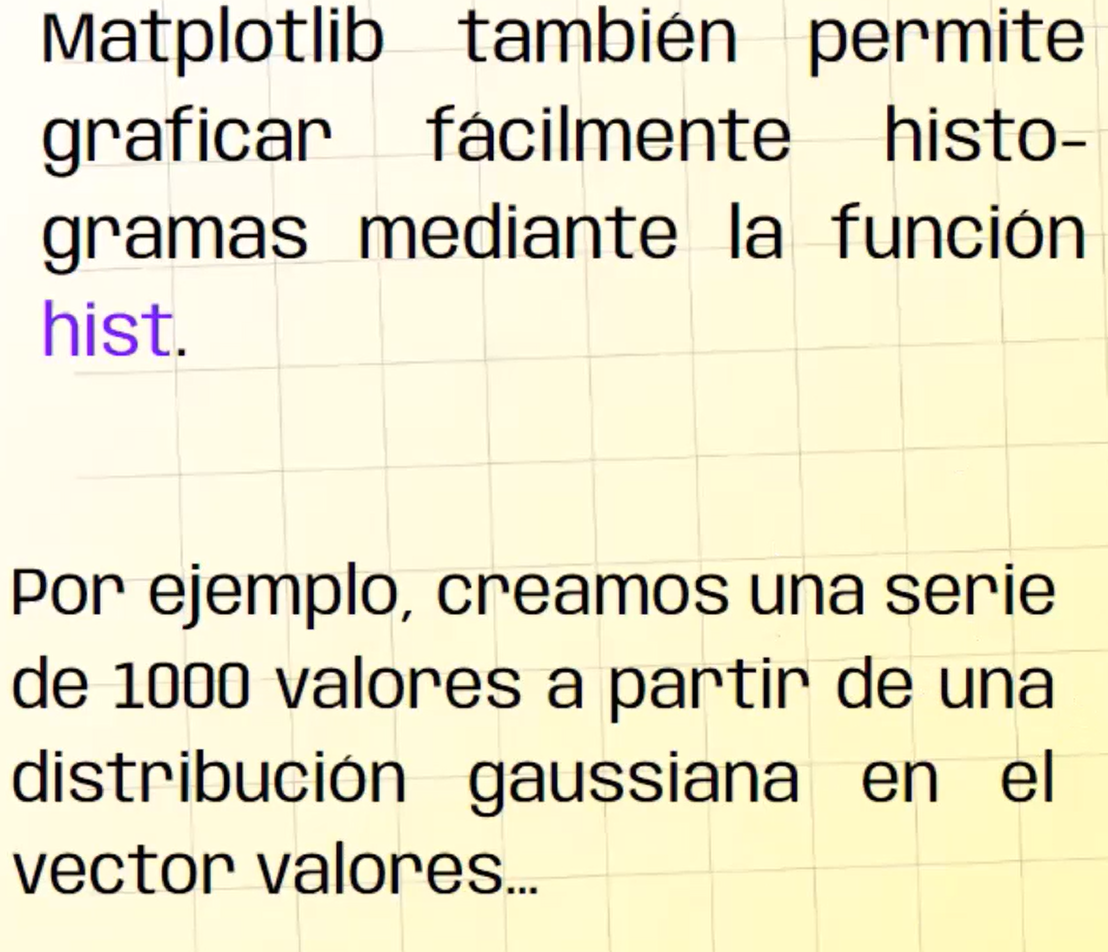 Matplotlib también permite
graficar fácilmente histo-
gramas mediante la función
hist.
Por ejemplo, creamos una serie
de 1000 valores a partir de una
distribución gaussiana en el
vector valores...